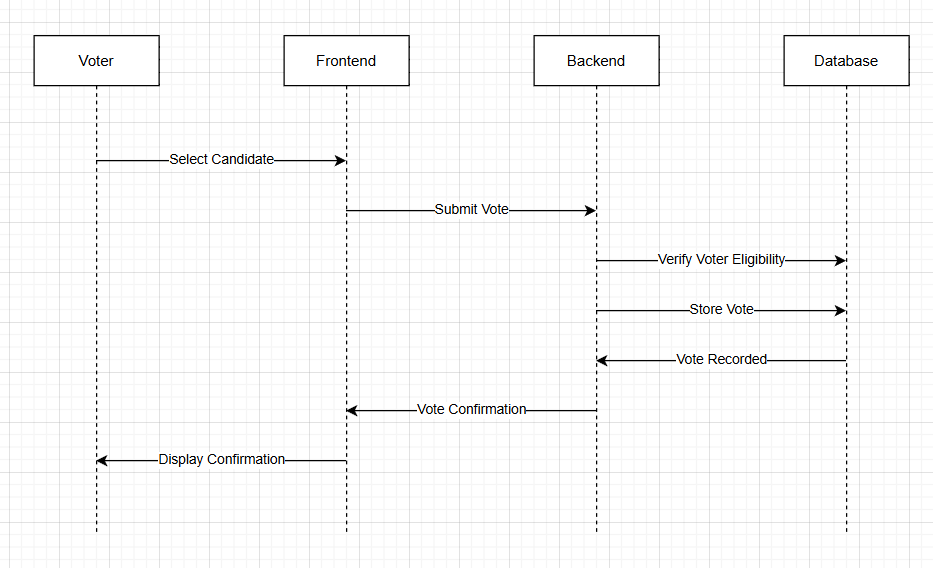 Voter
Frontend
Backend
Database
Select Candidate
Submit Vote
Verify Voter Eligibility
Store Vote
Vote Recorded
Vote Confirmation
Display Confirmation